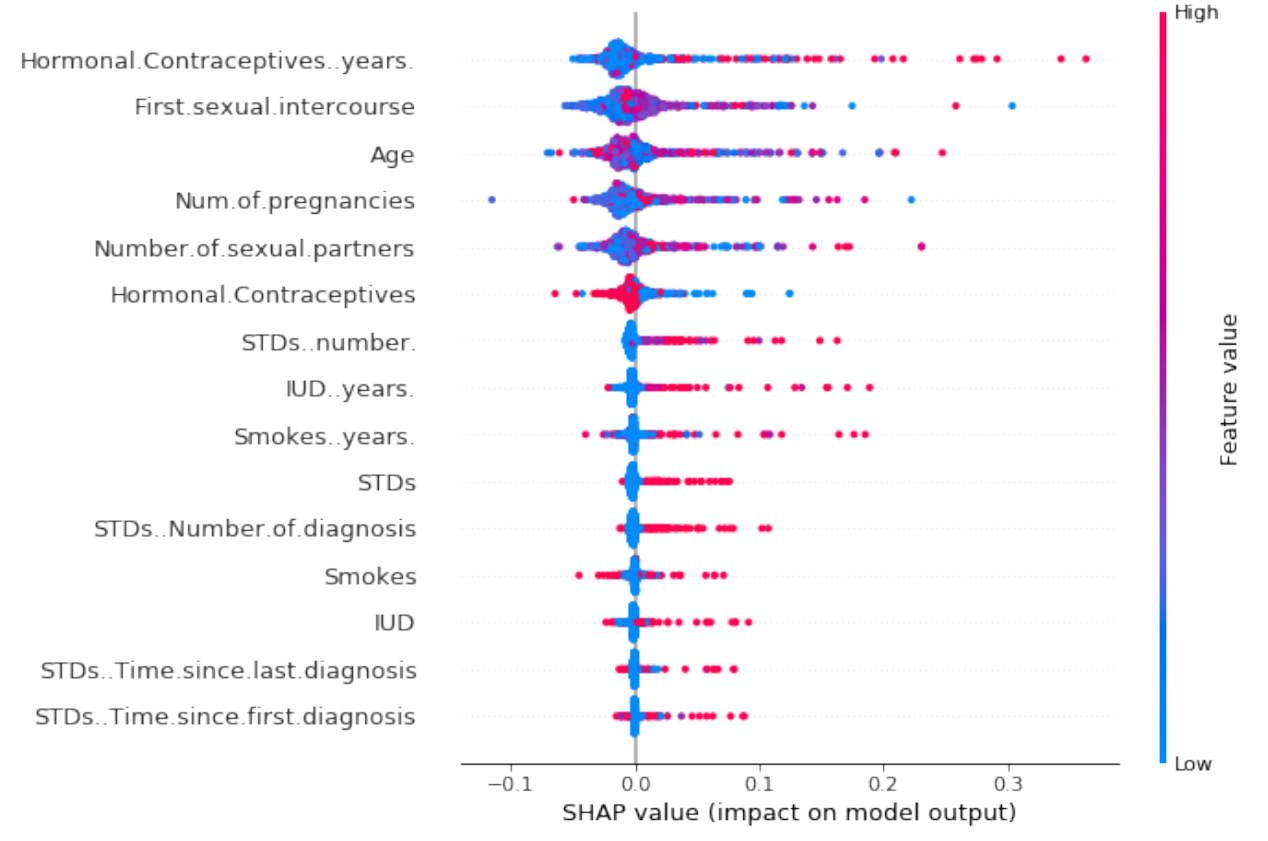 High
Hormonal.Contraceptives..years.
First.sexual.intercourse
Age
Num.of.pregnancies
Number.of.sexual.partners
Hormonal.Contraceptives
STDs..number.
IUD..years.
Smokes..years.
STDs
STDs..Number.of.diagnosis
Smokes
IUD
STDs..Time.since.last.diagnosis
STDs..Time.since.first.diagnosis
Feature value
Low
−0.1 0.0 0.1 0.2 0.3
SHAP value (impact on model output)